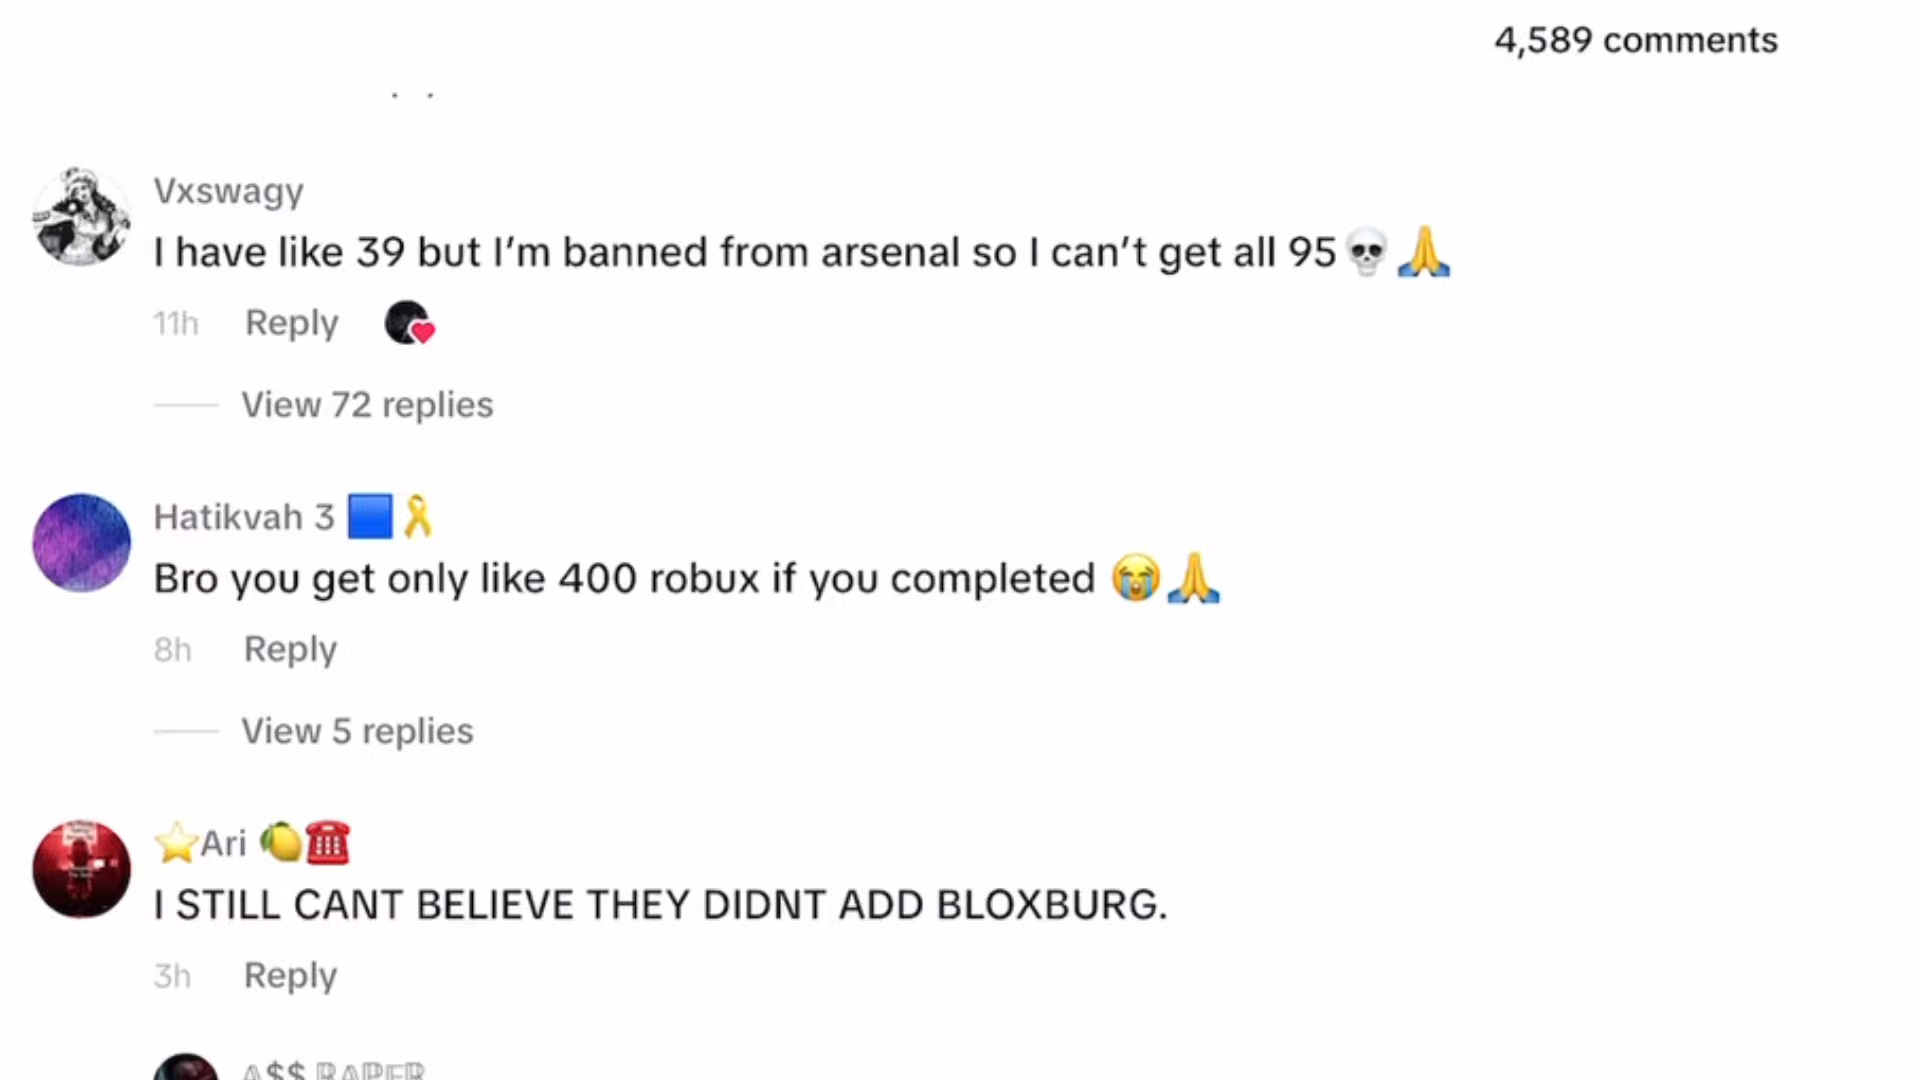 4,589 comments
Vxswagy
I have like 39 but I’m banned from arsenal so I can’t get all 95💀🙏
11h Reply
View 72 replies
Hatikvah 3 🟦🎗️
Bro you get only like 400 robux if you completed 😭🙏
8h Reply
View 5 replies
⭐Ari 🍋☎️
I STILL CANT BELIEVE THEY DIDNT ADD BLOXBURG.
3h Reply
A$$ RAPER